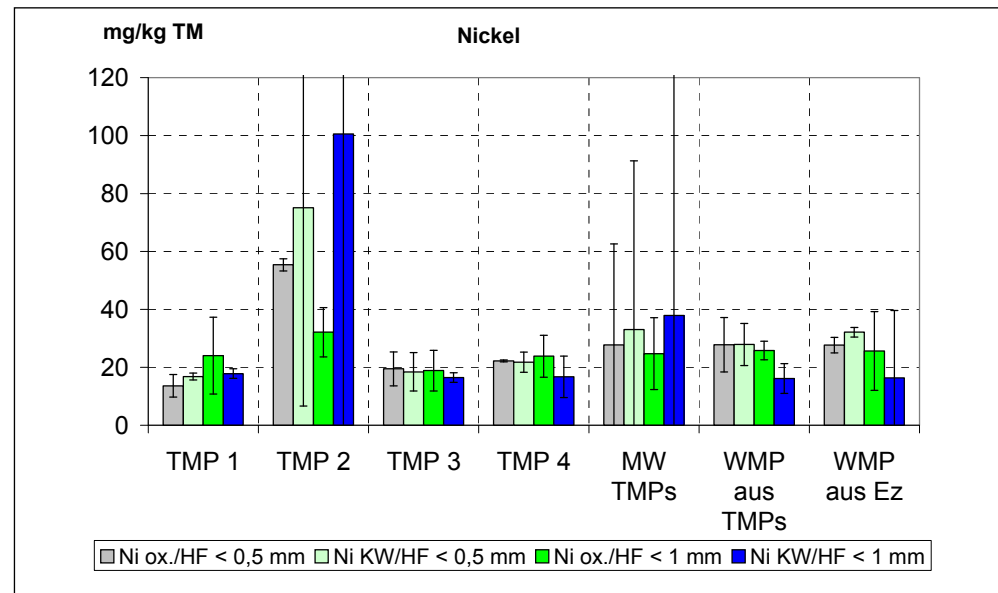 mg/kg TM
Nickel
120
100
80
60
40
20
0
TMP 1 TMP 2 TMP 3 TMP 4 MW TMPs WMP aus TMPs WMP aus Ez
Ni ox./HF < 0,5 mm Ni KW/HF < 0,5 mm Ni ox./HF < 1 mm Ni KW/HF < 1 mm